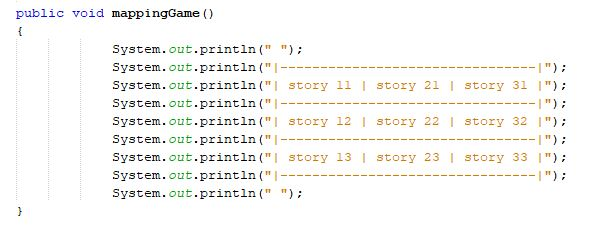 public void mappingGame()
{
            System.out.println(" ");
            System.out.println("|--------------------------------|");
            System.out.println("| story 11 | story 21 | story 31 |");
            System.out.println("|--------------------------------|");
            System.out.println("| story 12 | story 22 | story 32 |");
            System.out.println("|--------------------------------|");
            System.out.println("| story 13 | story 23 | story 33 |");
            System.out.println("|--------------------------------|");
            System.out.println(" ");
}